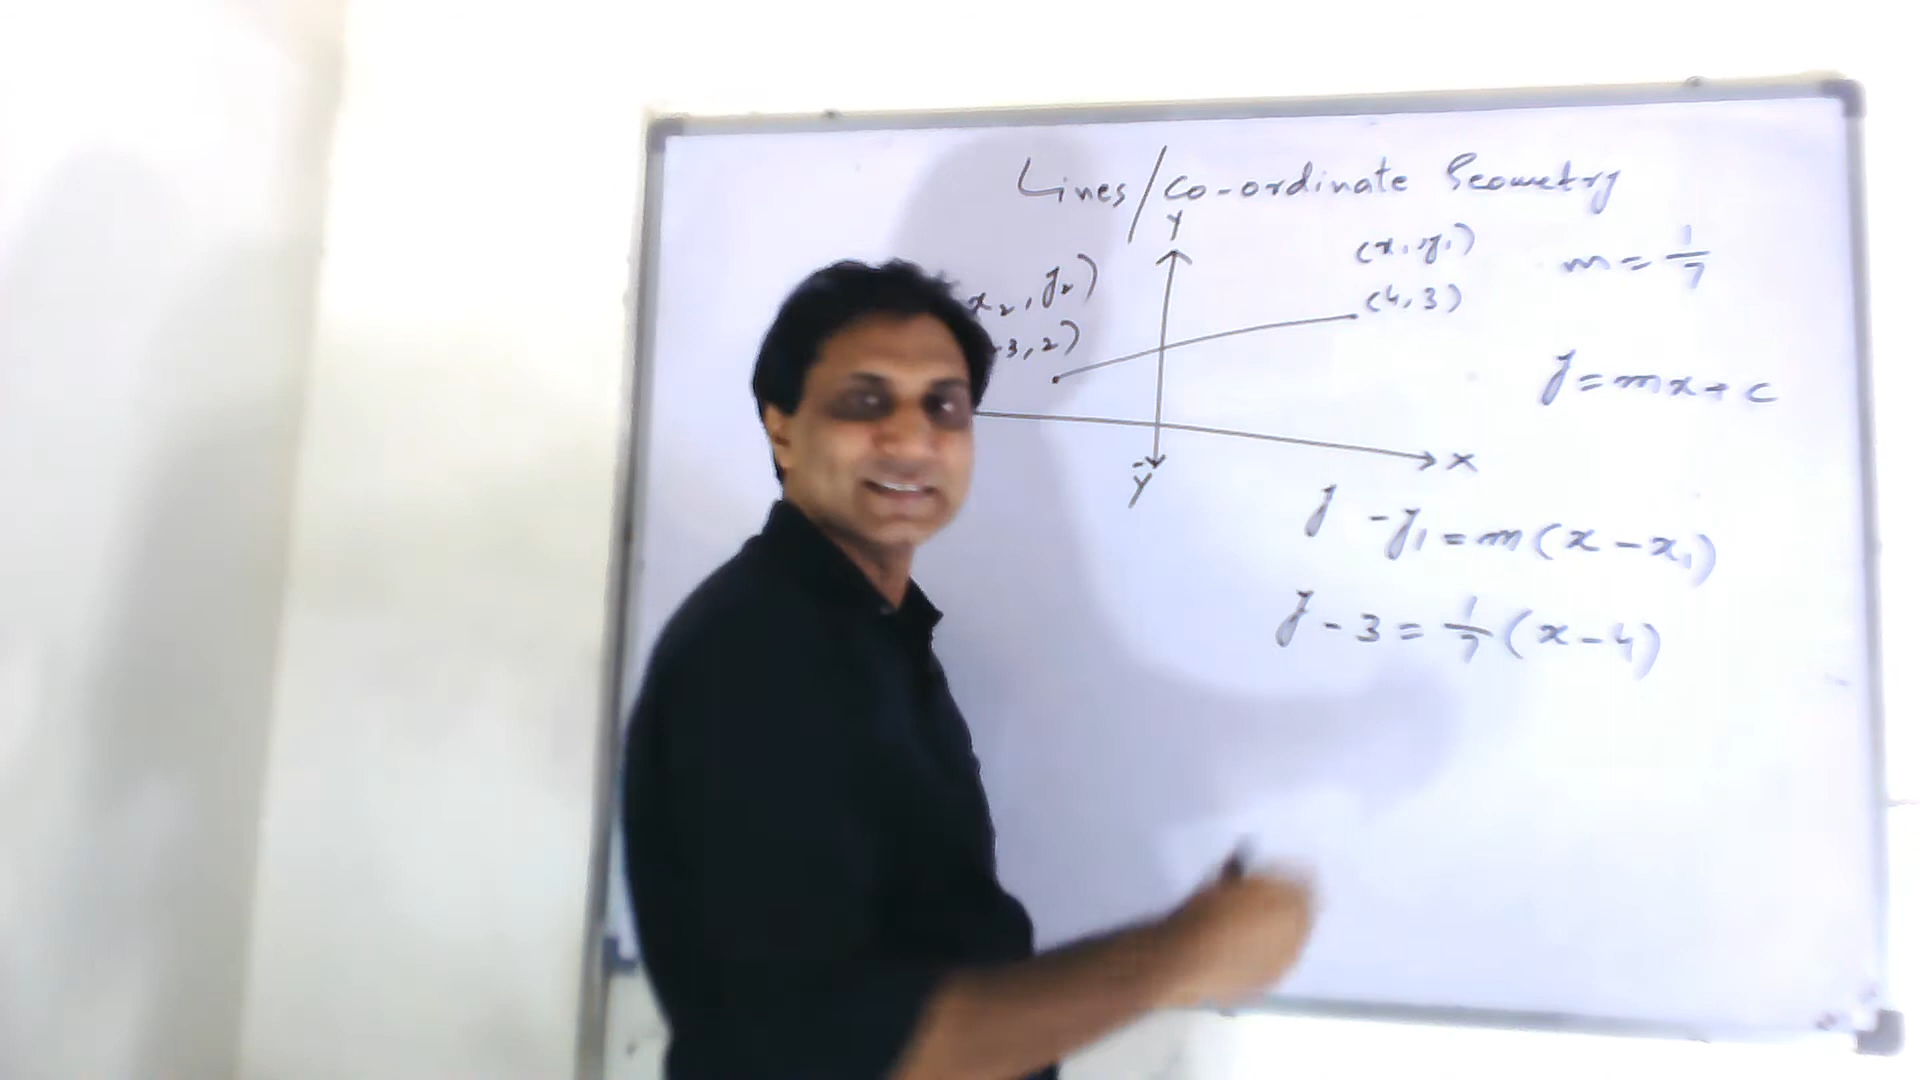 Lines/co-ordinate Geometry
Y
(x₁, y₁)
m = 1/7
x₂, y₂)
(4, 3)
-3, 2)
y = mx + c
X
-Y
y - y₁ = m(x - x₁)
y - 3 = 1/7 (x - 4)